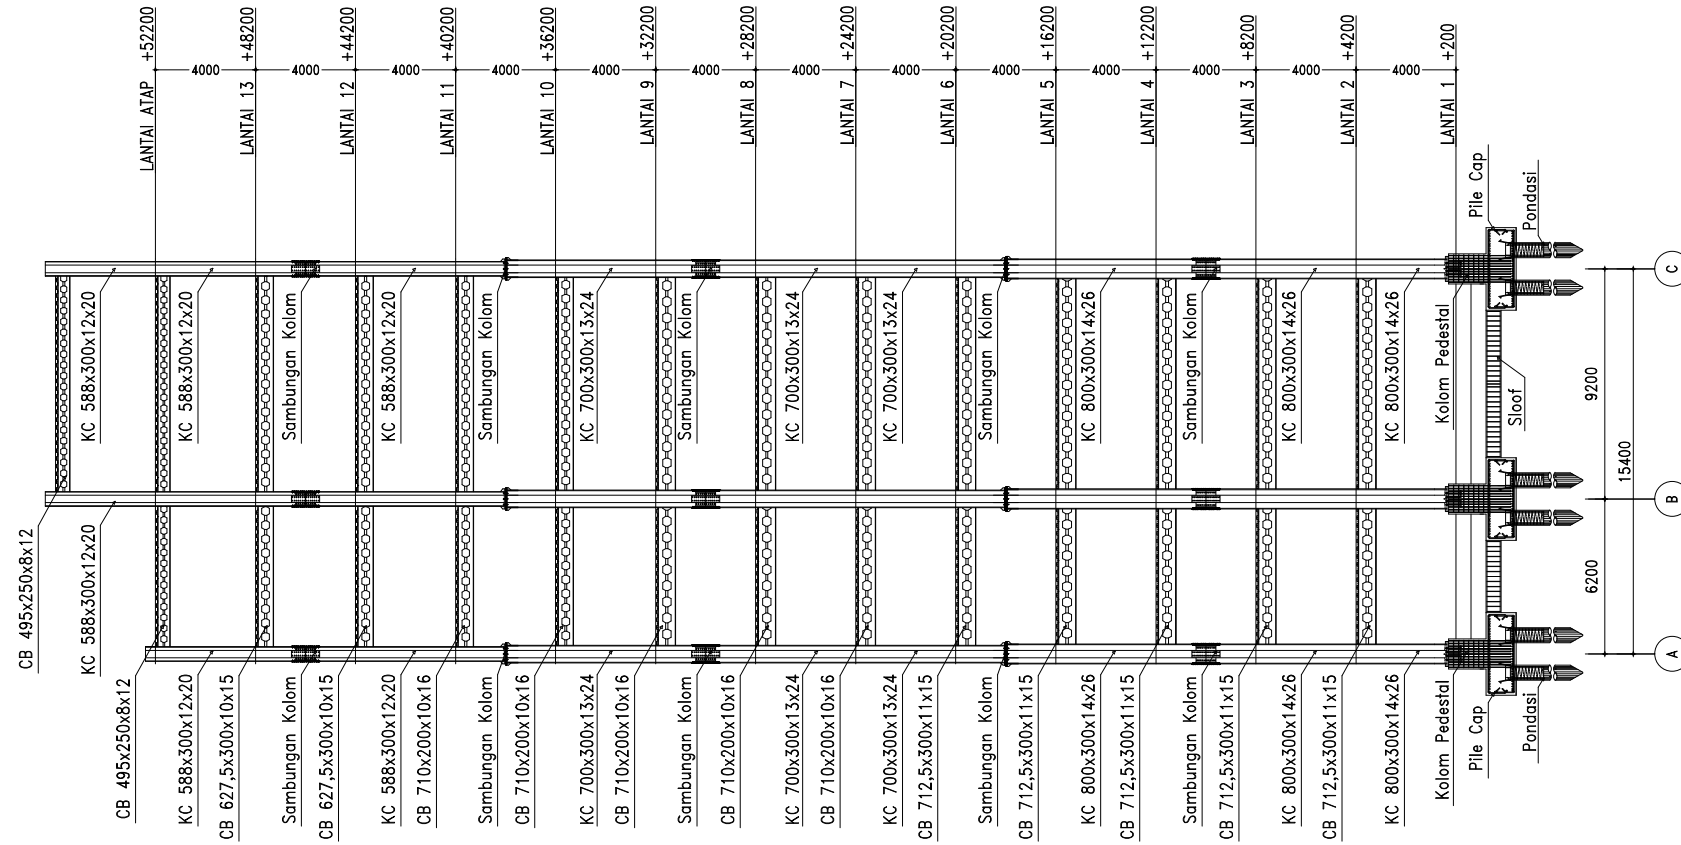 LANTAI ATAP +52200
LANTAI 13 +48200
LANTAI 12 +44200
LANTAI 11 +40200
LANTAI 10 +36200
LANTAI 9 +32200
LANTAI 8 +28200
LANTAI 7 +24200
LANTAI 6 +20200
LANTAI 5 +16200
LANTAI 4 +12200
LANTAI 3 +8200
LANTAI 2 +4200
LANTAI 1 +200
4000
4000
4000
4000
4000
4000
4000
4000
4000
4000
4000
4000
4000
Pile Cap
Pondasi
KC 588x300x12x20
KC 588x300x12x20
Sambungan Kolom
KC 588x300x12x20
Sambungan Kolom
KC 700x300x13x24
Sambungan Kolom
KC 700x300x13x24
KC 700x300x13x24
Sambungan Kolom
KC 800x300x14x26
Sambungan Kolom
KC 800x300x14x26
KC 800x300x14x26
Kolom Pedestal
Sloof
9200
15400
6200
C
B
A
CB 495x250x8x12
KC 588x300x12x20
CB 495x250x8x12
KC 588x300x12x20
CB 627,5x300x10x15
Sambungan Kolom
CB 627,5x300x10x15
KC 588x300x12x20
CB 710x200x10x16
Sambungan Kolom
CB 710x200x10x16
KC 700x300x13x24
CB 710x200x10x16
Sambungan Kolom
CB 710x200x10x16
KC 700x300x13x24
CB 710x200x10x16
KC 700x300x13x24
CB 712,5x300x11x15
Sambungan Kolom
CB 712,5x300x11x15
KC 800x300x14x26
CB 712,5x300x11x15
Sambungan Kolom
CB 712,5x300x11x15
KC 800x300x14x26
CB 712,5x300x11x15
KC 800x300x14x26
Kolom Pedestal
Pile Cap
Pondasi